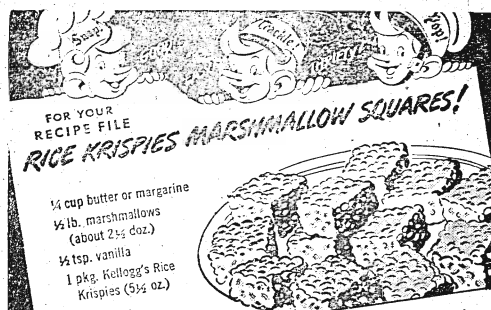 Snap!
Crackle!
Pop!
FOR YOUR
RECIPE FILE
RICE KRISPIES MARSHMALLOW SQUARES!
¼ cup butter or margarine
½ lb. marshmallows
(about 2½ doz.)
½ tsp. vanilla
1 pkg. Kellogg's Rice
Krispies (5½ oz.)